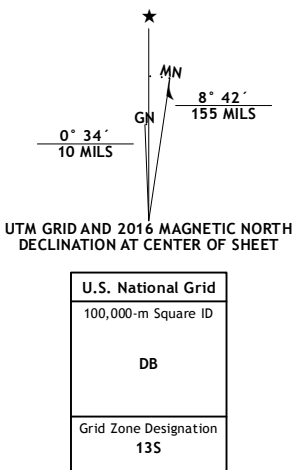 ★
MN
GN
8° 42´
155 MILS
0° 34´
10 MILS
UTM GRID AND 2016 MAGNETIC NORTH
DECLINATION AT CENTER OF SHEET
U.S. National Grid
100,000-m Square ID
DB
Grid Zone Designation
13S